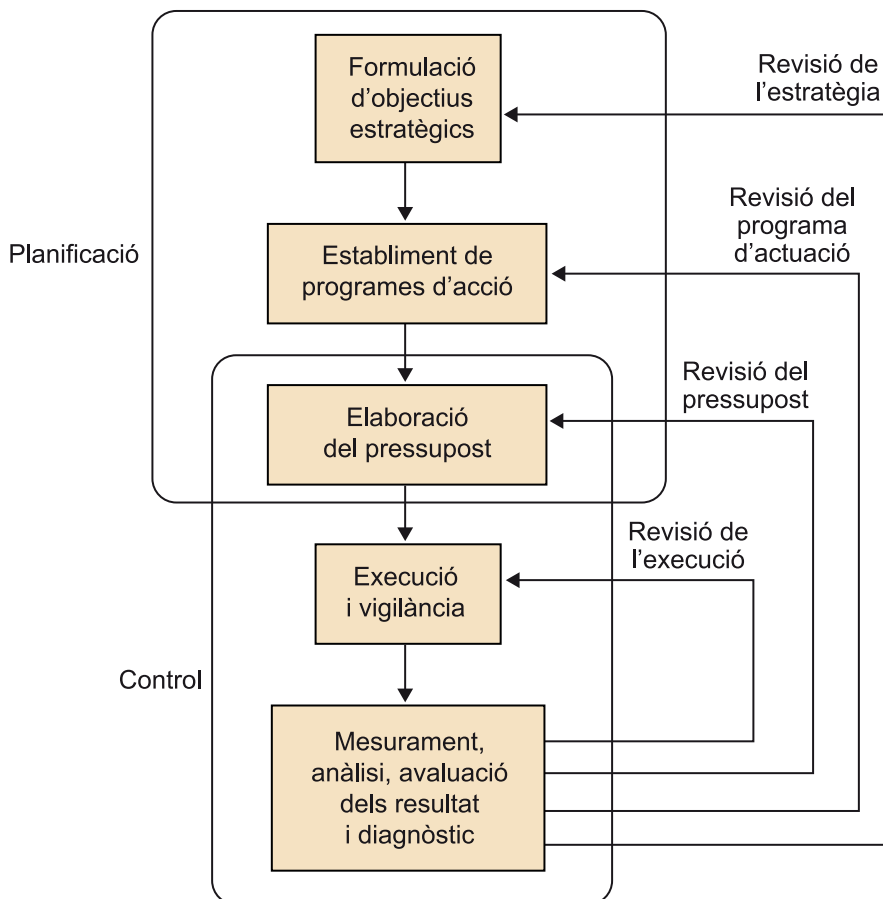 Formulació
d’objectius
estratègics
Revisió de
l’estratègia
Revisió del
programa
d’actuació
Planificació
Establiment de
programes d’acció
Revisió del
pressupost
Elaboració
del pressupost
Revisió de
l’execució
Execució
i vigilància
Control
Mesurament,
anàlisi, avaluació
dels resultat
i diagnòstic